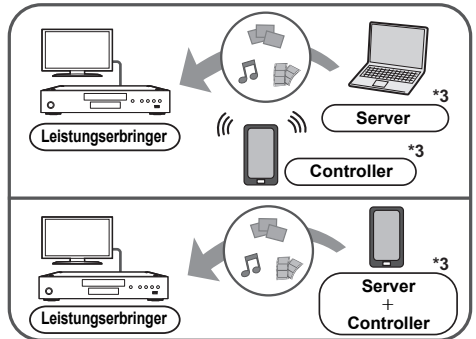 *3
Server
Leistungserbringer
*3
Controller
*3
Server
+
Controller
Leistungserbringer